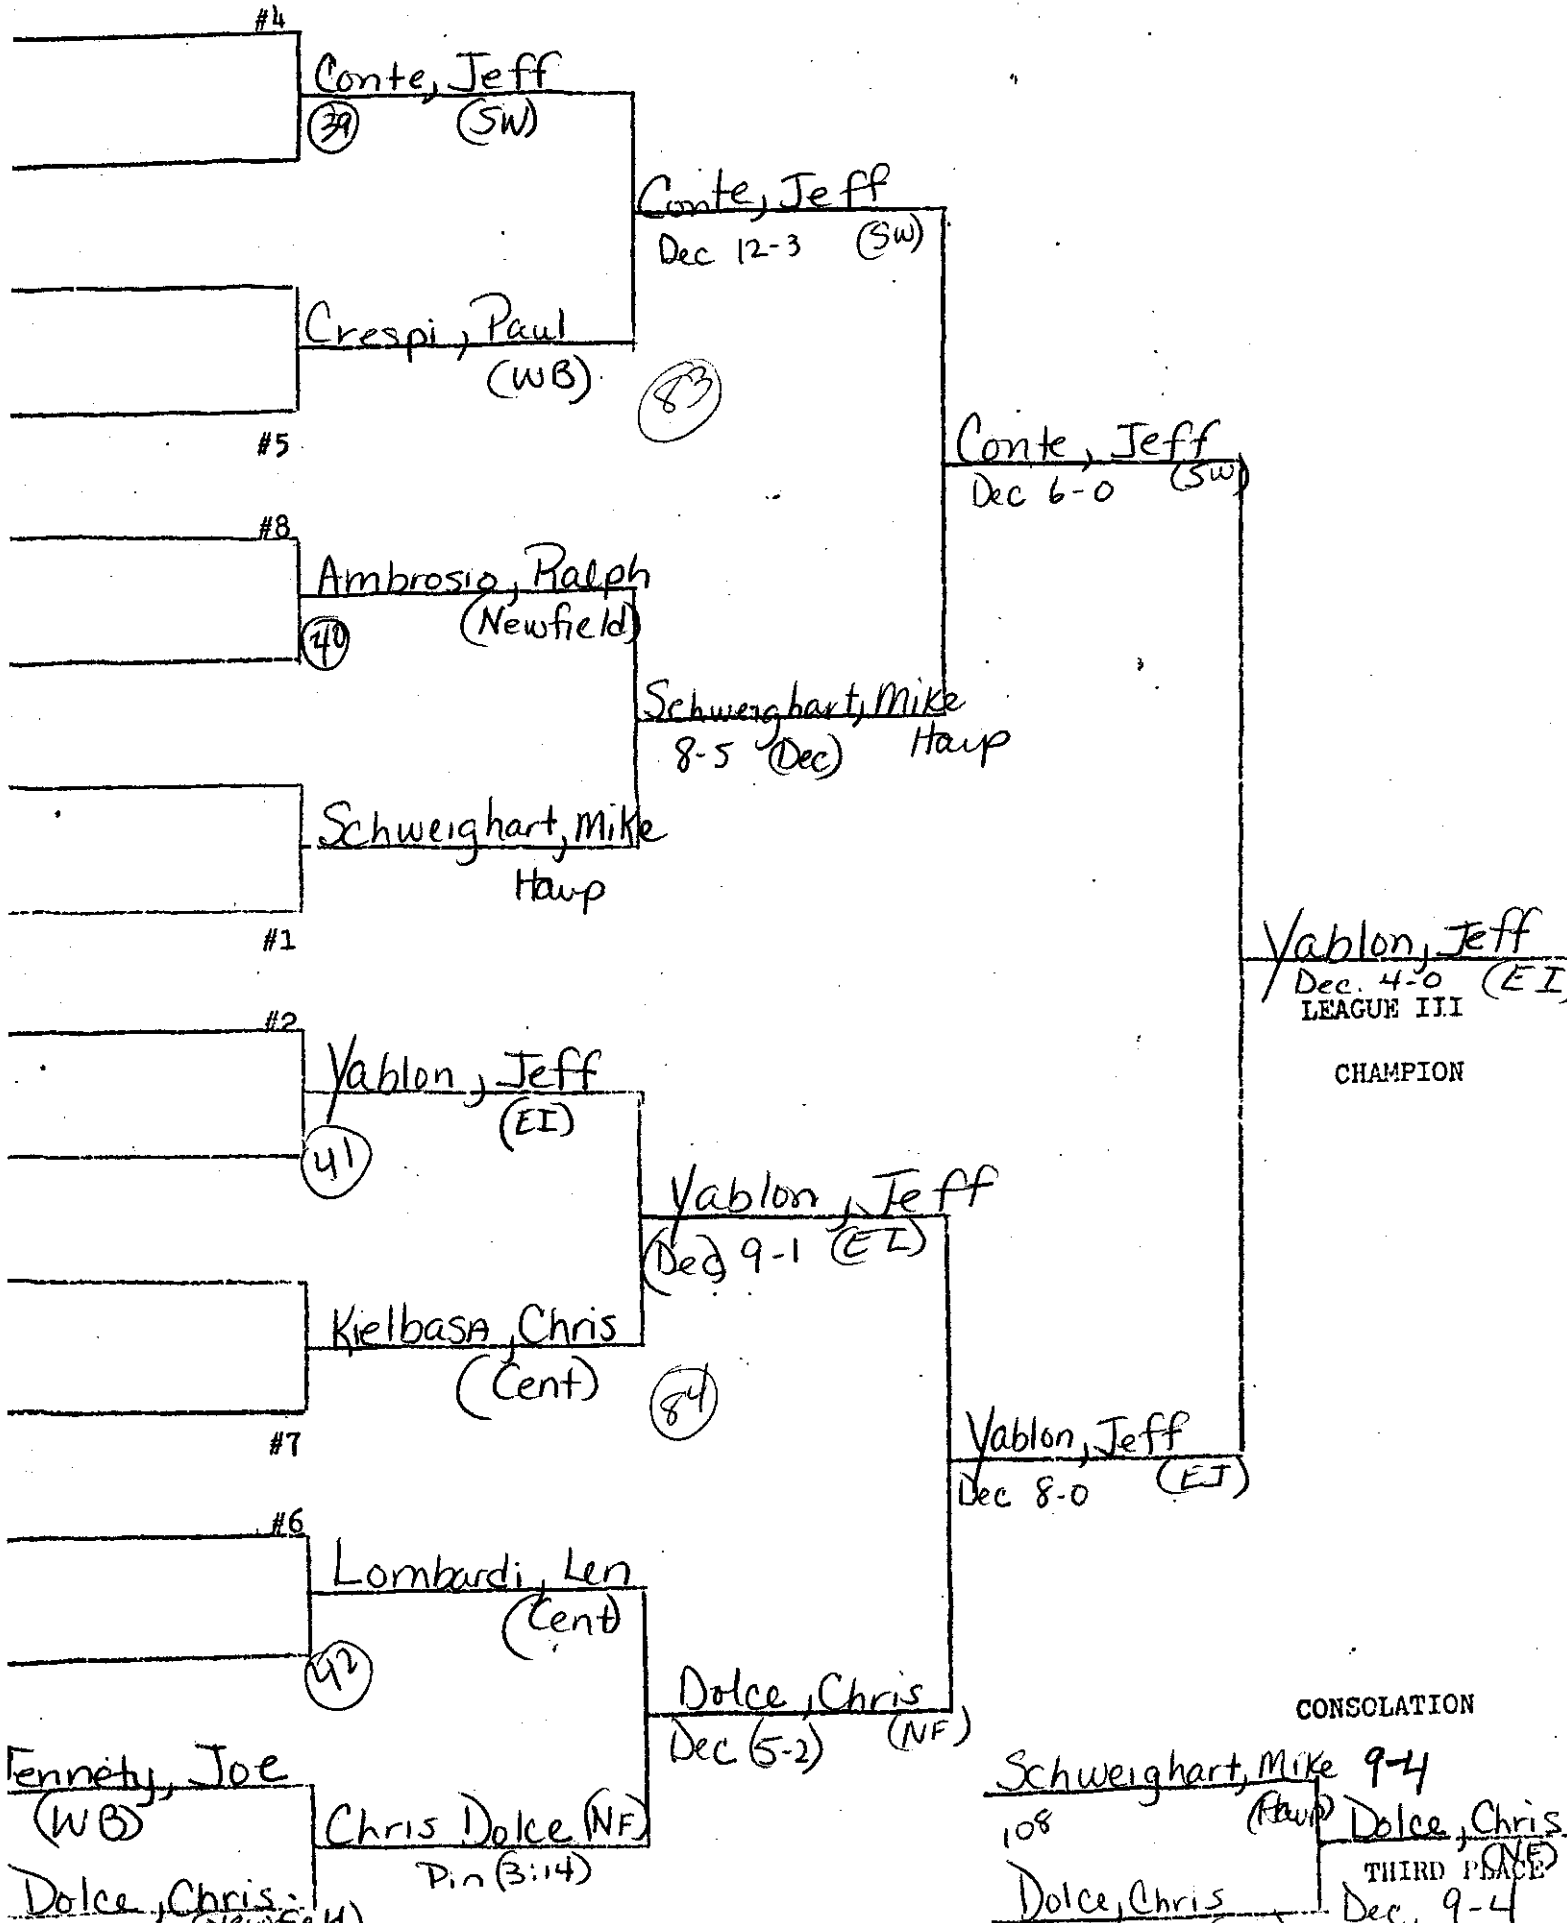 #4
Conte, Jeff
39 (SW)
Conte, Jeff
Dec 12-3 (SW)
Crespi, Paul
(WB)
83
#5
Conte, Jeff
Dec 6-0 (SW)
#8
Ambrosio, Ralph
(Newfield)
40
Schweighart, Mike
8-5 (Dec) Haup
Schweighart, Mike
Haup
#1
Yablon, Jeff
Dec. 4-0 (EI)
LEAGUE III
CHAMPION
#2
Yablon, Jeff
(EI)
41
Yablon, Jeff
(Dec) 9-1 (EI)
Kielbasa, Chris
(Cent)
84
#7
Yablon, Jeff
Dec 8-0 (EI)
#6
Lombardi, Len
(Cent)
42
Dolce, Chris
Dec (5-2) (NF)
Fennety, Joe
(WB)
Chris Dolce (NF)
Pin (3:14)
Dolce, Chris
(Newfield)
CONSOLATION
Schweighart, Mike 9-4
108 (Haup)
Dolce, Chris
(NF)
THIRD PLACE
Dolce, Chris
Dec. 9-4